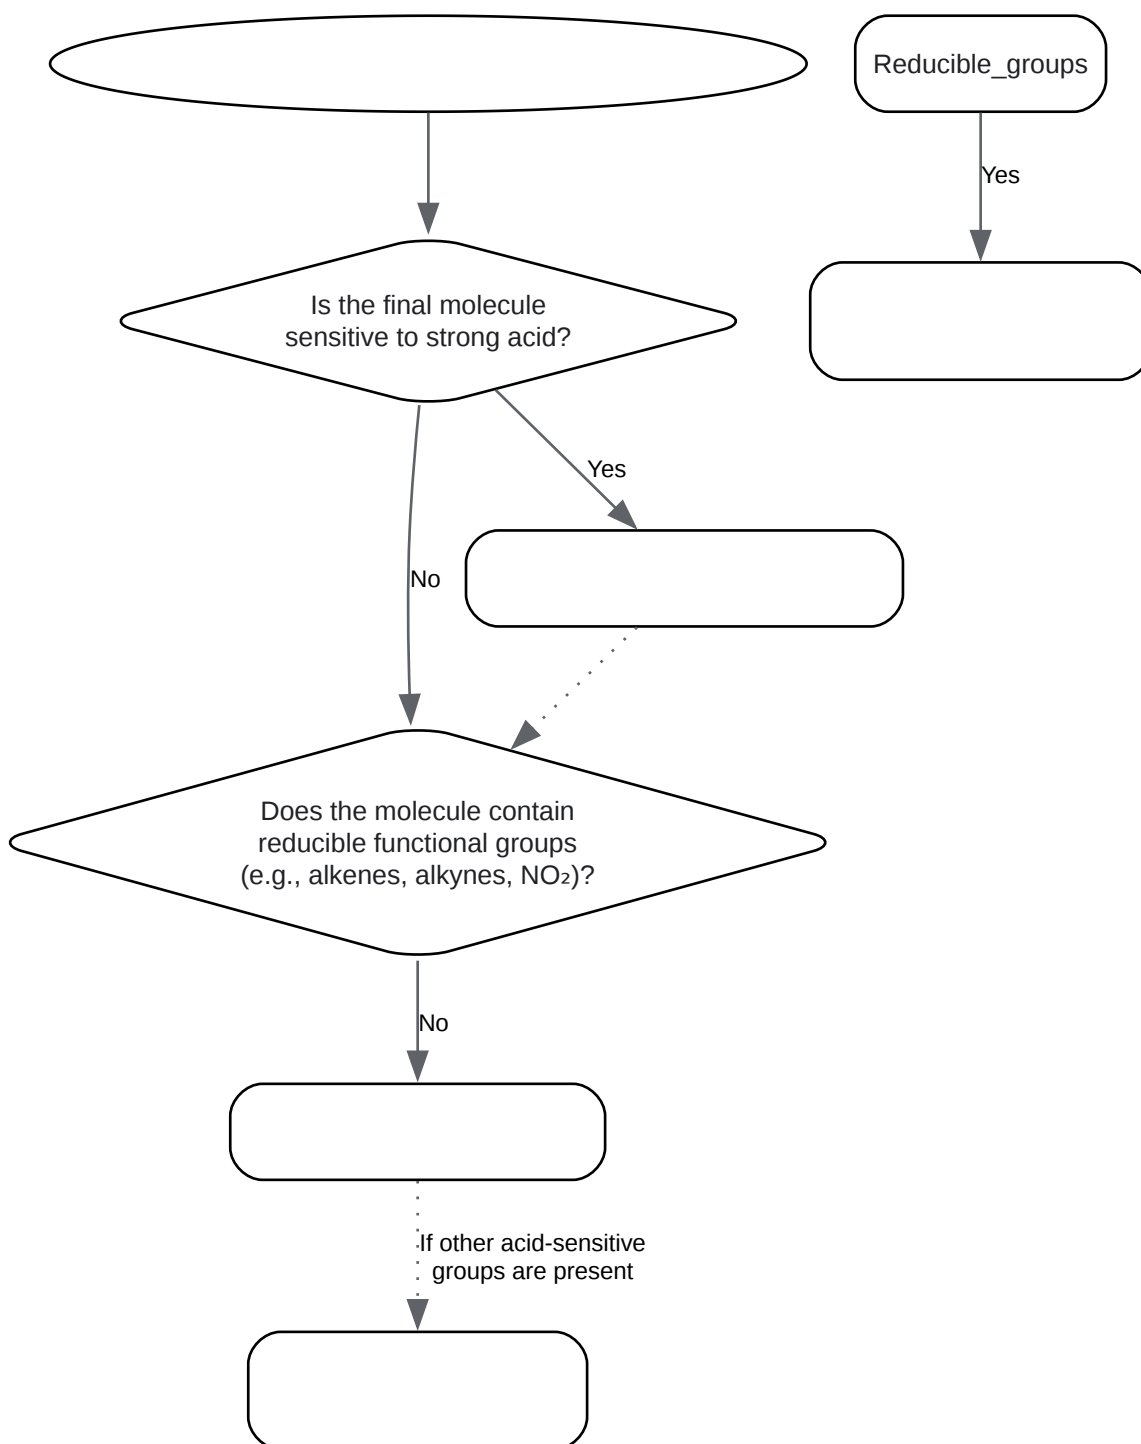 Reducible_groups
Yes
Is the final molecule
sensitive to strong acid?
Yes
No
Does the molecule contain
reducible functional groups
(e.g., alkenes, alkynes, NO₂)?
No
If other acid-sensitive
groups are present